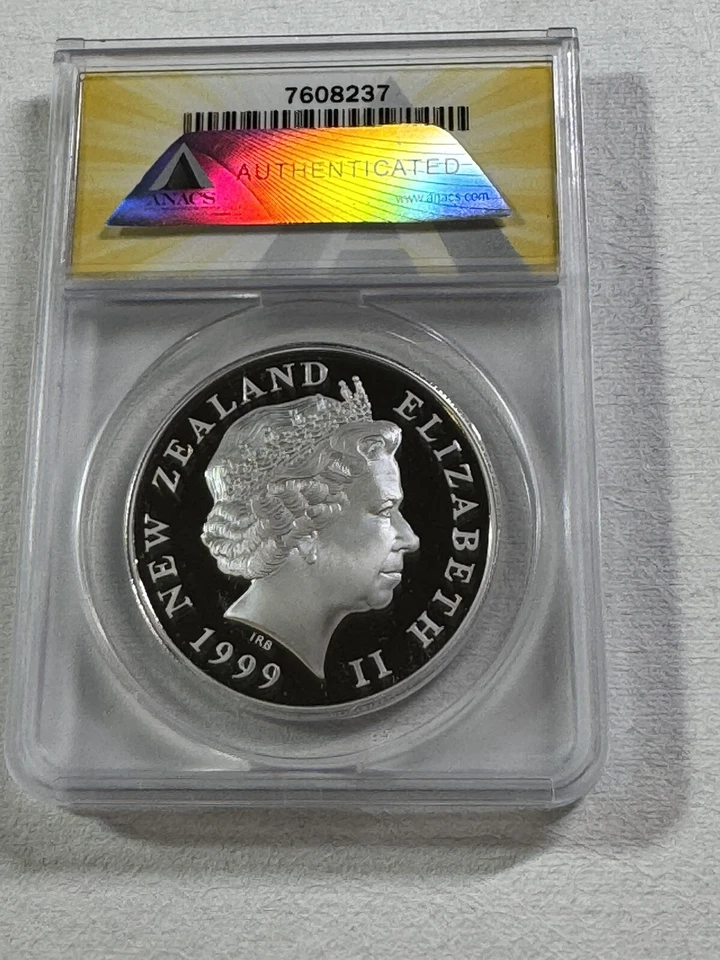 7608237
AUTHENTICATED
ANACS
www.anacs.com
NEW ZEALAND
ELIZABETH II
1999
IRB